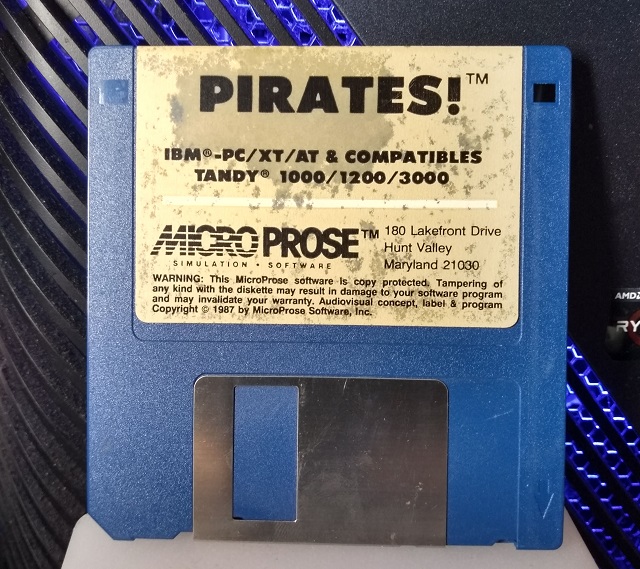 PIRATES!™
IBM®-PC/XT/AT & COMPATIBLES
TANDY® 1000/1200/3000
MICRO PROSE™
SIMULATION • SOFTWARE
180 Lakefront Drive
Hunt Valley
Maryland 21030
WARNING: This MicroProse software is copy protected. Tampering of
any kind with the diskette may result in damage to your software program
and may invalidate your warranty. Audiovisual concept, label & program
Copyright © 1987 by MicroProse Software, Inc.
AMD
RY